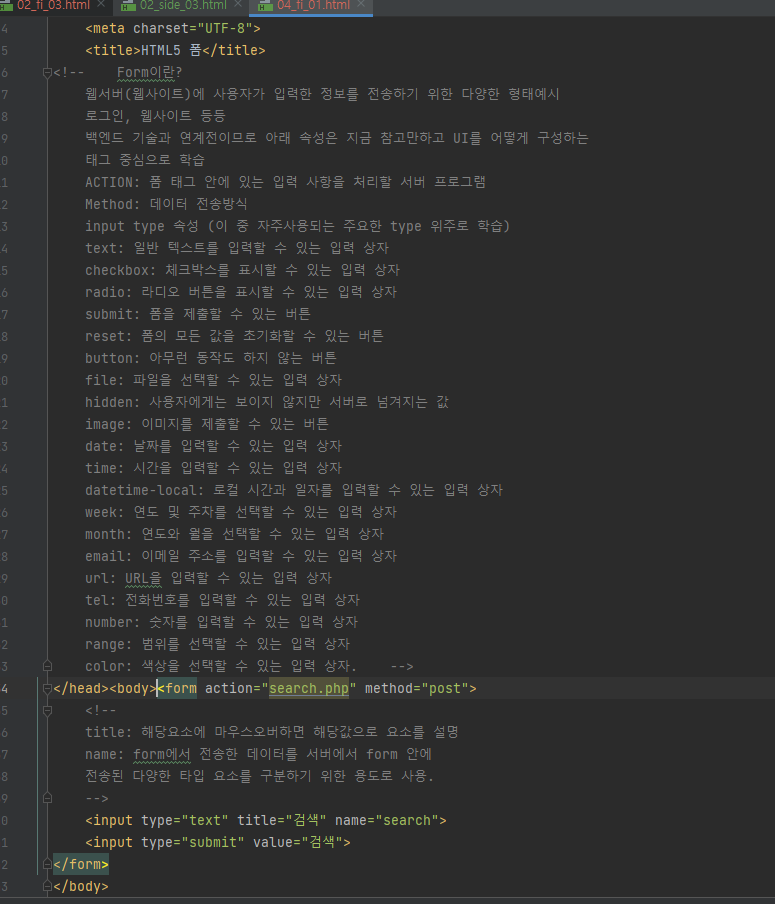 02_fi_03.html
02_side_03.html
04_fi_01.html
4 <meta charset="UTF-8">
5 <title>HTML5 폼</title>
6 <!-- Form이란?
7 웹서버(웹사이트)에 사용자가 입력한 정보를 전송하기 위한 다양한 형태예시
8 로그인, 웹사이트 등등
9 백엔드 기술과 연계전이므로 아래 속성은 지금 참고만하고 UI를 어떻게 구성하는
0 태그 중심으로 학습
1 ACTION: 폼 태그 안에 있는 입력 사항을 처리할 서버 프로그램
2 Method: 데이터 전송방식
3 input type 속성 (이 중 자주사용되는 주요한 type 위주로 학습)
4 text: 일반 텍스트를 입력할 수 있는 입력 상자
5 checkbox: 체크박스를 표시할 수 있는 입력 상자
6 radio: 라디오 버튼을 표시할 수 있는 입력 상자
7 submit: 폼을 제출할 수 있는 버튼
8 reset: 폼의 모든 값을 초기화할 수 있는 버튼
9 button: 아무런 동작도 하지 않는 버튼
0 file: 파일을 선택할 수 있는 입력 상자
1 hidden: 사용자에게는 보이지 않지만 서버로 넘겨지는 값
2 image: 이미지를 제출할 수 있는 버튼
3 date: 날짜를 입력할 수 있는 입력 상자
4 time: 시간을 입력할 수 있는 입력 상자
5 datetime-local: 로컬 시간과 일자를 입력할 수 있는 입력 상자
6 week: 연도 및 주차를 선택할 수 있는 입력 상자
7 month: 연도와 월을 선택할 수 있는 입력 상자
8 email: 이메일 주소를 입력할 수 있는 입력 상자
9 url: URL을 입력할 수 있는 입력 상자
0 tel: 전화번호를 입력할 수 있는 입력 상자
1 number: 숫자를 입력할 수 있는 입력 상자
2 range: 범위를 선택할 수 있는 입력 상자
3 color: 색상을 선택할 수 있는 입력 상자. -->
4 </head><body><form action="search.php" method="post">
5 <!--
6 title: 해당요소에 마우스오버하면 해당값으로 요소를 설명
7 name: form에서 전송한 데이터를 서버에서 form 안에
8 전송된 다양한 타입 요소를 구분하기 위한 용도로 사용.
9 -->
0 <input type="text" title="검색" name="search">
1 <input type="submit" value="검색">
2 </form>
3 </body>